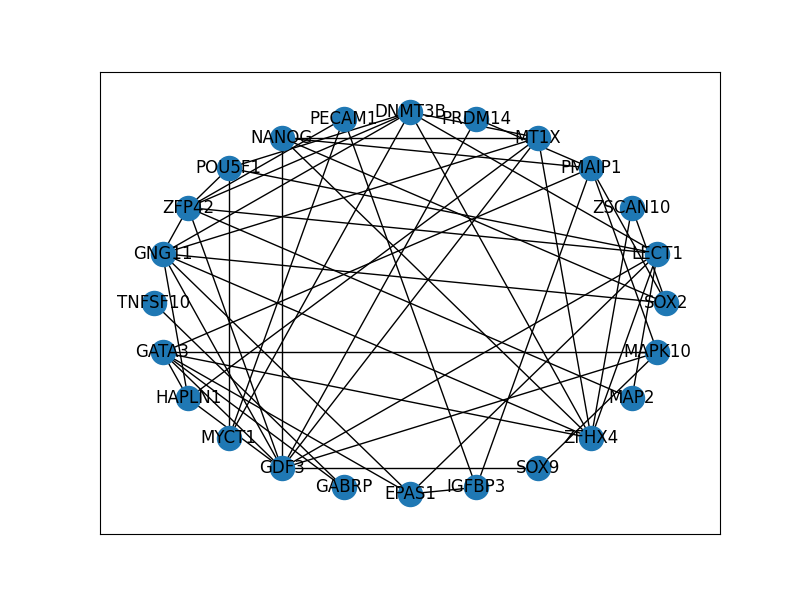 DNMT3B
PECAM1
PRDM14
NANOG
MT1X
POU5F1
PMAIP1
ZFP42
ZSCAN10
GNG11
LECT1
TNFSF10
SOX2
GATA3
MAPK10
HAPLN1
MAP2
MYCT1
ZFHX4
GDF3
SOX9
GABRP
IGFBP3
EPAS1